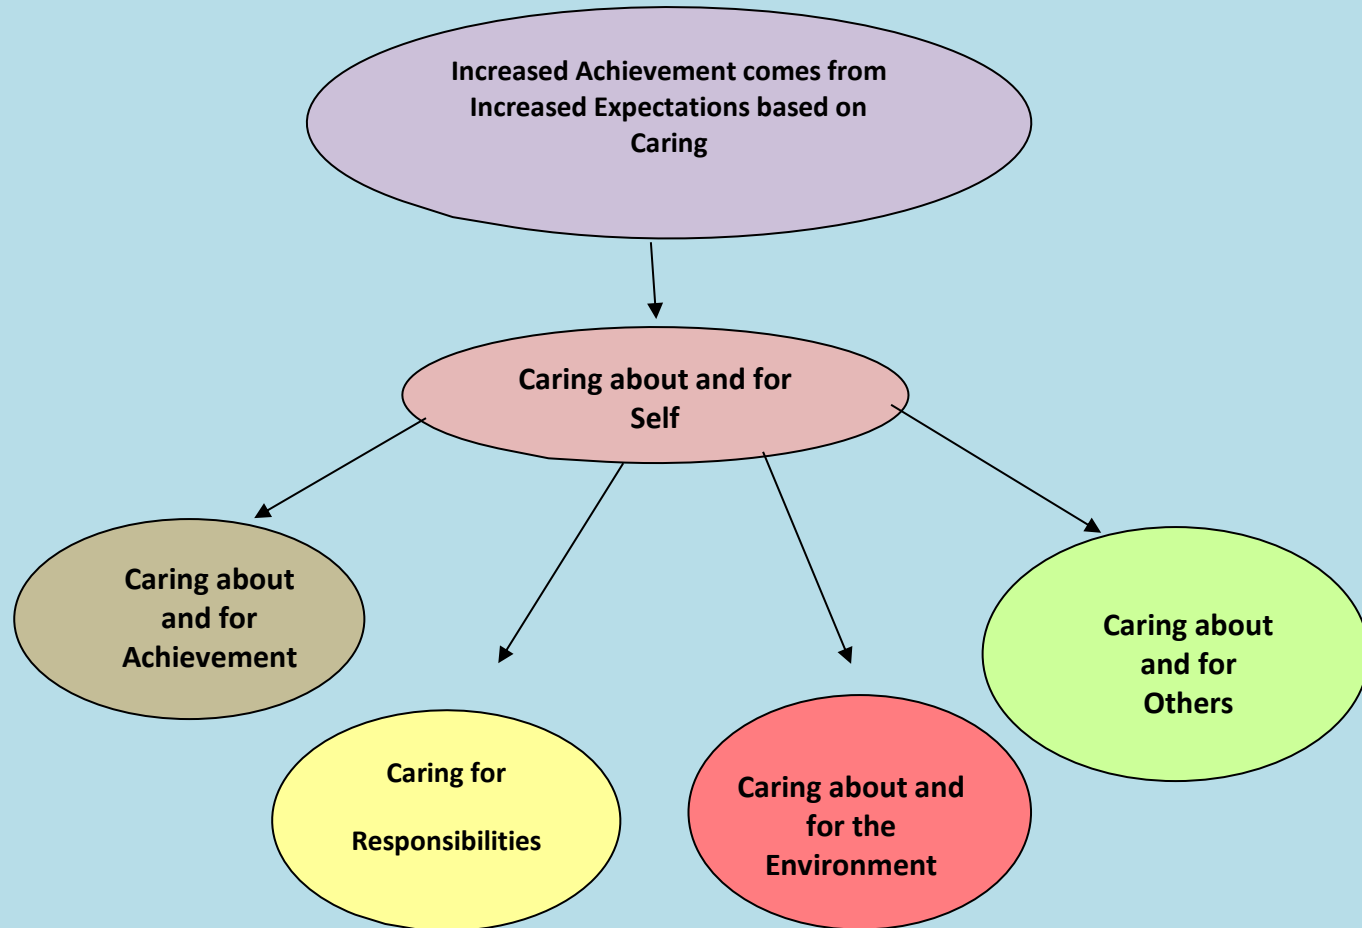 Increased Achievement comes from
Increased Expectations based on
Caring
Caring about and for
Self
Caring about
and for
Achievement
Caring for
Responsibilities
Caring about and
for the
Environment
Caring about
and for
Others